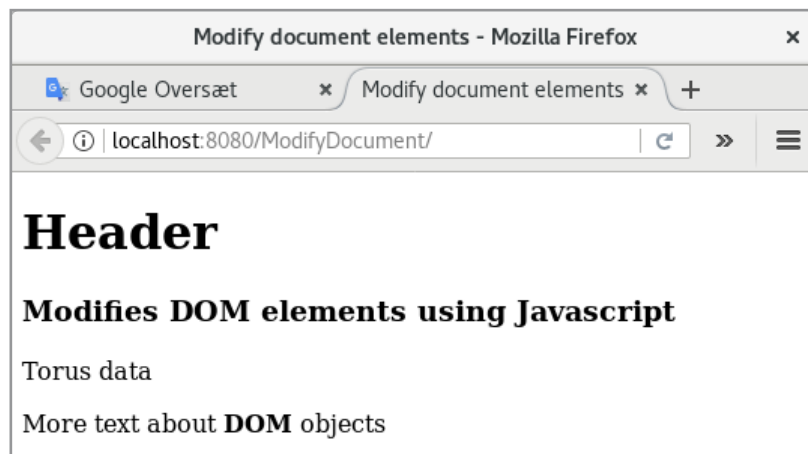 Modify document elements - Mozilla Firefox ×
Google Oversæt × Modify document elements × +
localhost:8080/ModifyDocument/
Header
Modifies DOM elements using Javascript
Torus data
More text about DOM objects